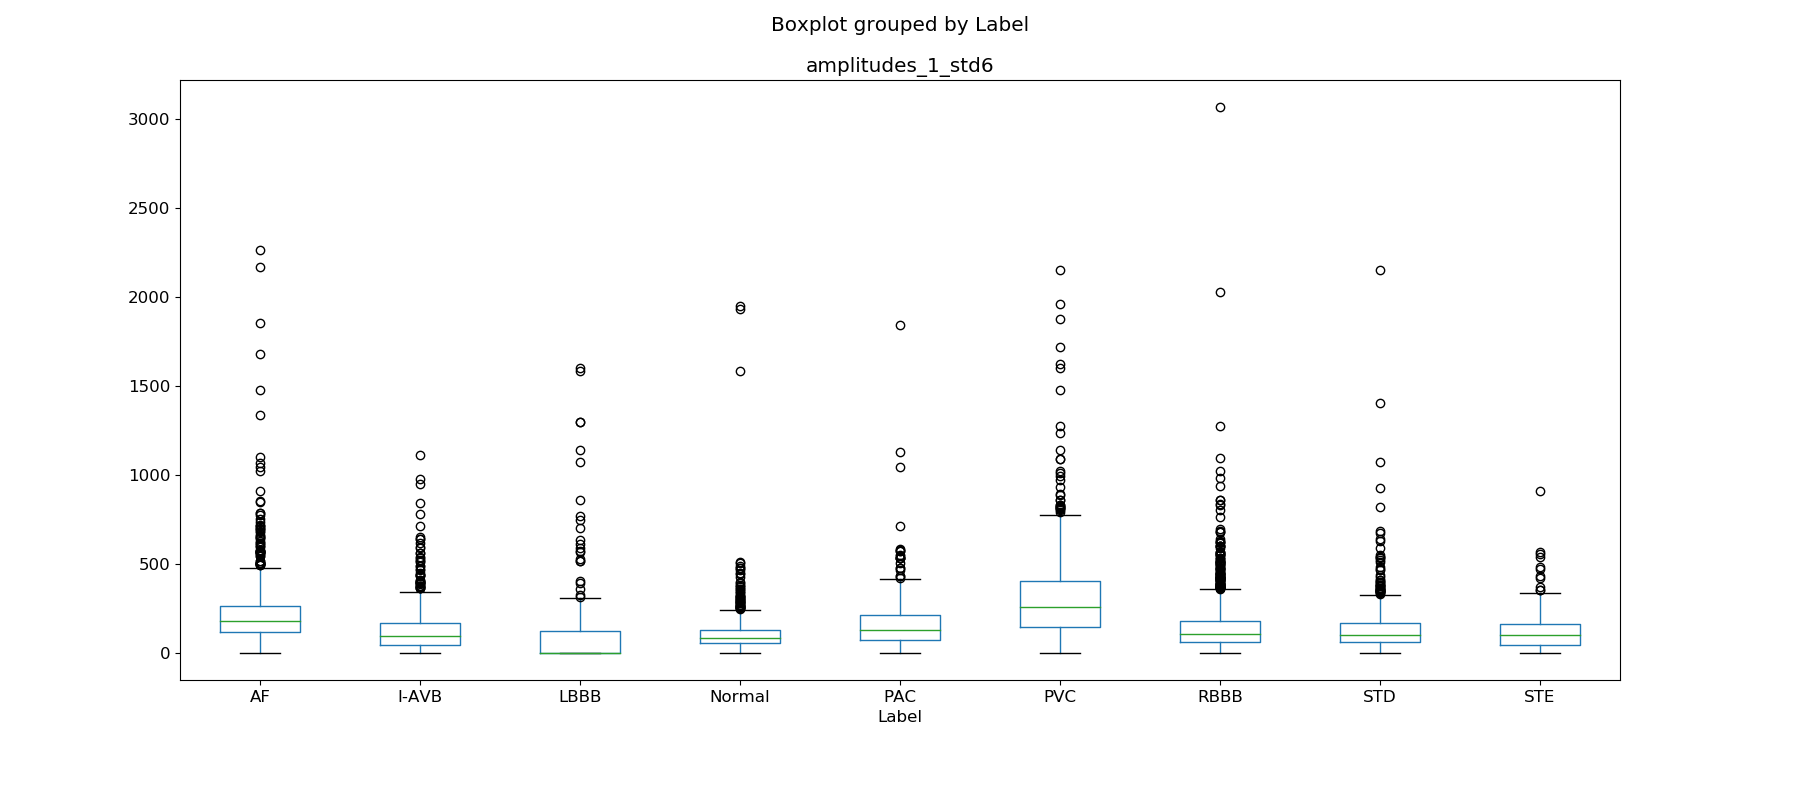 Boxplot grouped by Label
amplitudes_1_std6
3000
2500
2000
1500
1000
500
0
AF I-AVB LBBB Normal PAC PVC RBBB STD STE
Label